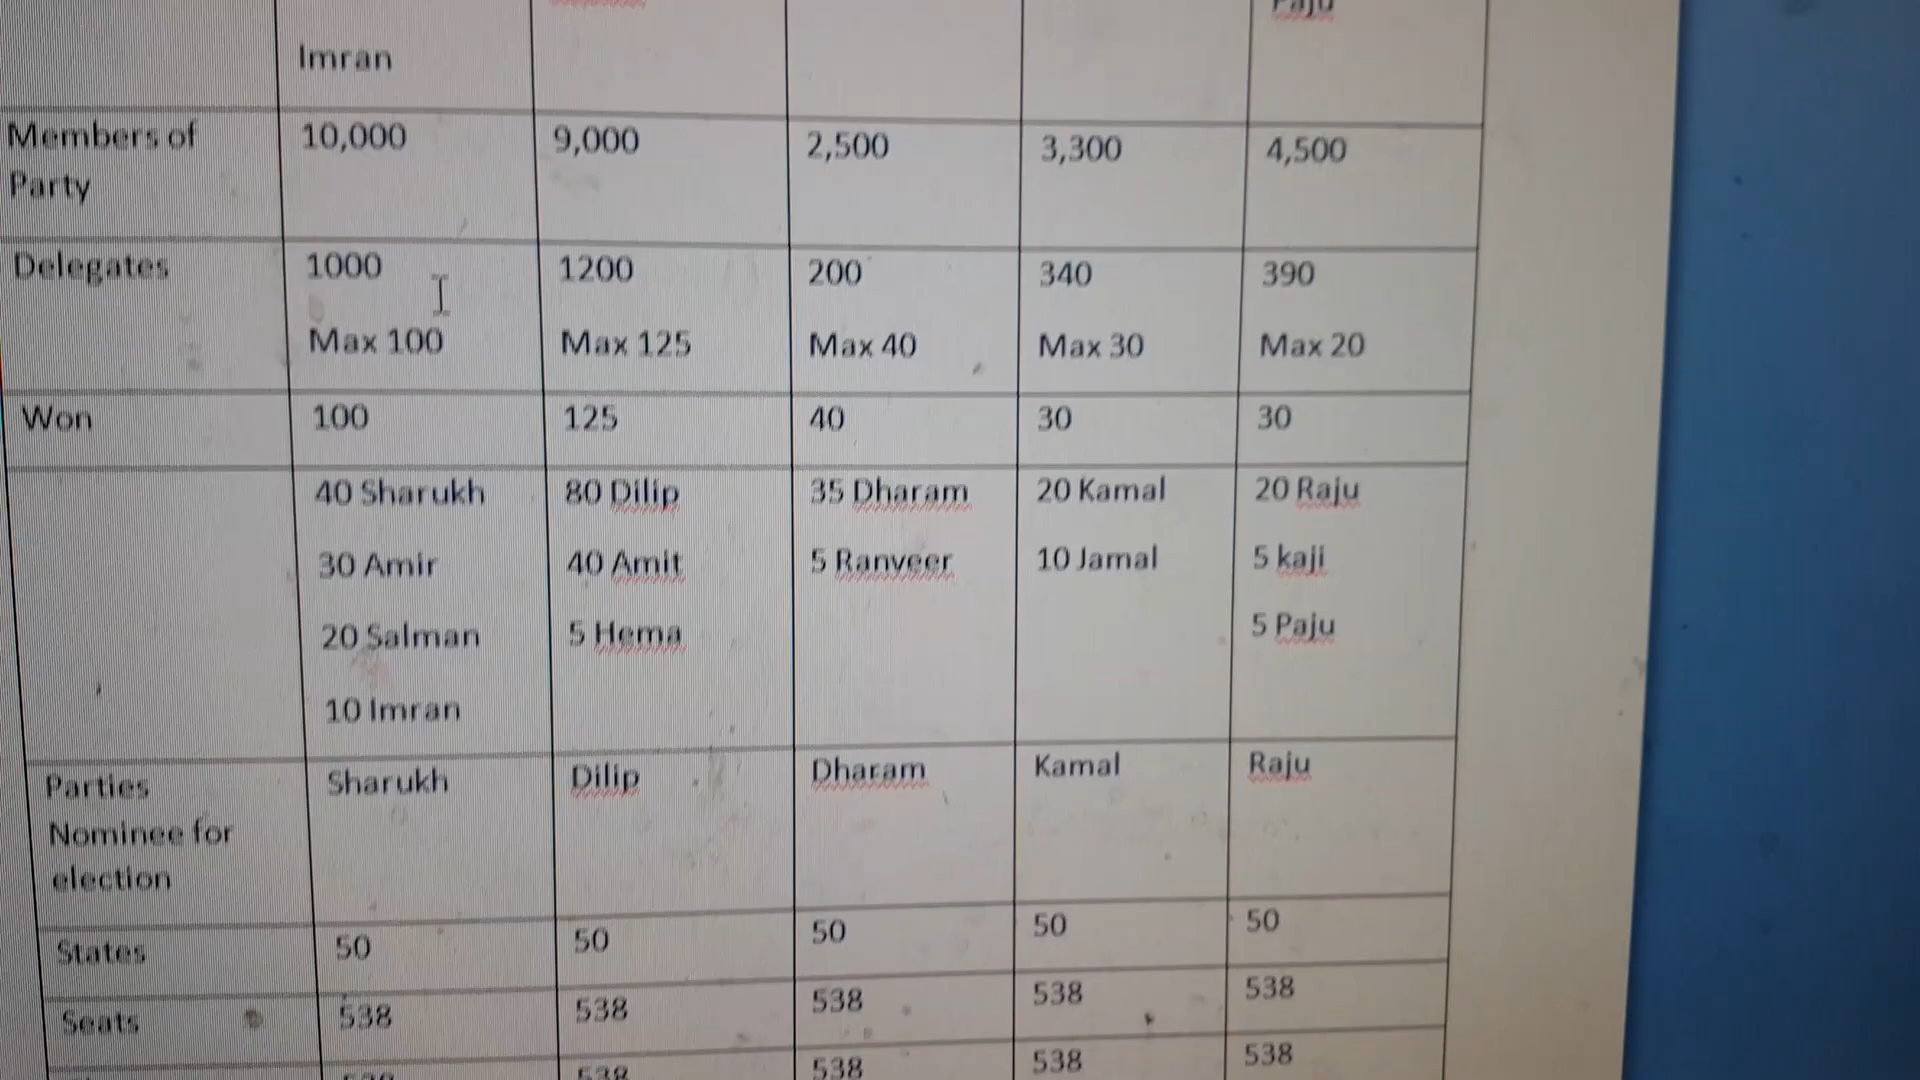 Paju
Imran
Members of Party 10,000 9,000 2,500 3,300 4,500
Delegates 1000 1200 200 340 390
Max 100 Max 125 Max 40 Max 30 Max 20
Won 100 125 40 30 30
40 Sharukh 80 Dilip 35 Dharam 20 Kamal 20 Raju
30 Amir 40 Amit 5 Ranveer 10 Jamal 5 kaji
20 Salman 5 Hema 5 Paju
10 Imran
Parties Nominee for election Sharukh Dilip Dharam Kamal Raju
States 50 50 50 50 50
Seats 538 538 538 538 538
538 538 538 538